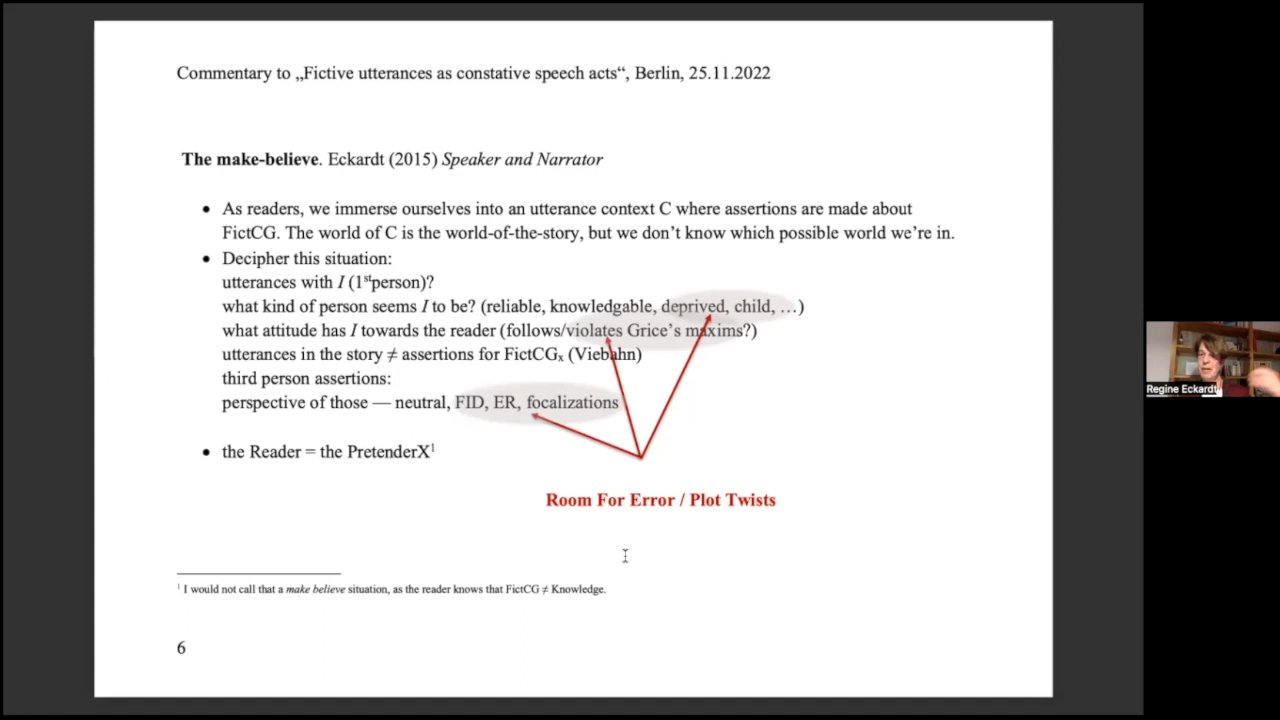 Commentary to „Fictive utterances as constative speech acts“, Berlin, 25.11.2022
The make-believe. Eckardt (2015) Speaker and Narrator
• As readers, we immerse ourselves into an utterance context C where assertions are made about
FictCG. The world of C is the world-of-the-story, but we don’t know which possible world we’re in.
• Decipher this situation:
utterances with I (1stperson)?
what kind of person seems I to be? (reliable, knowledgable, deprived, child, …)
what attitude has I towards the reader (follows/violates Grice’s maxims?)
utterances in the story ≠ assertions for FictCGx (Viebahn)
third person assertions:
perspective of those — neutral, FID, ER, focalizations
• the Reader = the PretenderX1
Room For Error / Plot Twists
1 I would not call that a make believe situation, as the reader knows that FictCG ≠ Knowledge.
6
Regine Eckardt